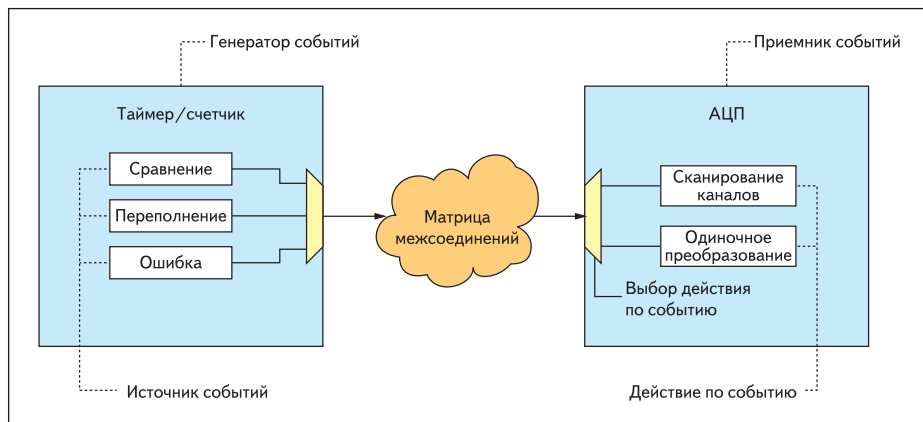 Генератор событий
Приемник событий
Таймер/счетчик
Сравнение
Переполнение
Ошибка
Матрица
межсоединений
АЦП
Сканирование
каналов
Одиночное
преобразование
Выбор действия
по событию
Источник событий
Действие по событию